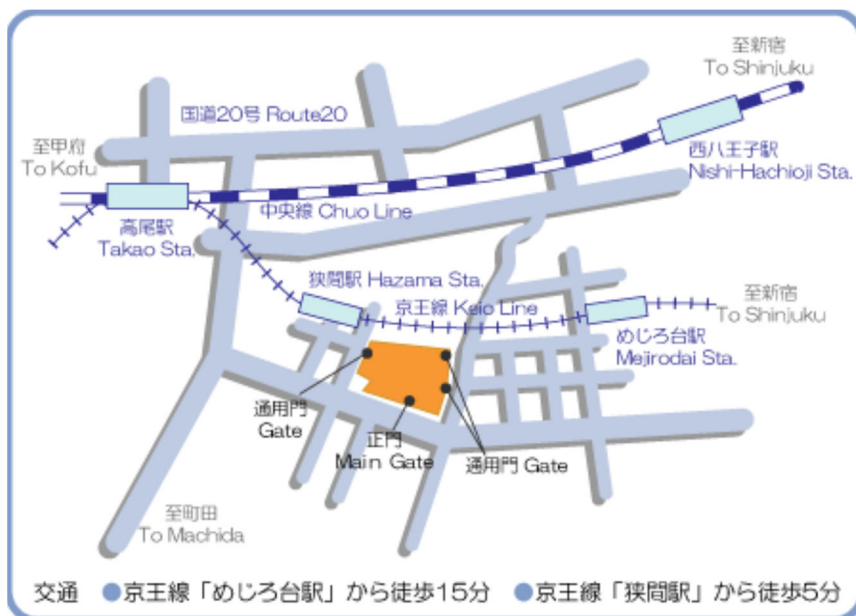 至新宿
To Shinjuku
国道20号 Route20
至甲府
To Kofu
西八王子駅
Nishi-Hachioji Sta.
中央線 Chuo Line
高尾駅
Takao Sta.
狭間駅 Hazama Sta.
京王線 Keio Line
至新宿
To Shinjuku
めじろ台駅
Mejirodai Sta.
通用門
Gate
正門
Main Gate
通用門 Gate
至町田
To Machida
交通 ●京王線「めじろ台駅」から徒歩15分 ●京王線「狭間駅」から徒歩5分